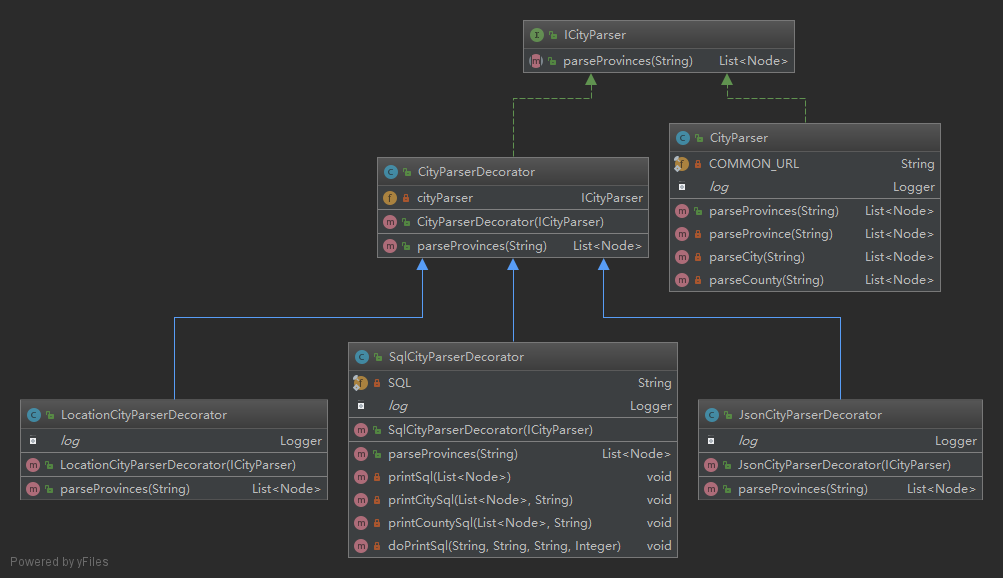 ICityParser
parseProvinces(String) List<Node>
CityParser
COMMON_URL String
log Logger
parseProvinces(String) List<Node>
parseProvince(String) List<Node>
parseCity(String) List<Node>
parseCounty(String) List<Node>
CityParserDecorator
cityParser ICityParser
CityParserDecorator(ICityParser)
parseProvinces(String) List<Node>
LocationCityParserDecorator
log Logger
LocationCityParserDecorator(ICityParser)
parseProvinces(String) List<Node>
SqlCityParserDecorator
SQL String
log Logger
SqlCityParserDecorator(ICityParser)
parseProvinces(String) List<Node>
printSql(List<Node>) void
printCitySql(List<Node>, String) void
printCountySql(List<Node>, String) void
doPrintSql(String, String, String, Integer) void
JsonCityParserDecorator
log Logger
JsonCityParserDecorator(ICityParser)
parseProvinces(String) List<Node>
Powered by yFiles